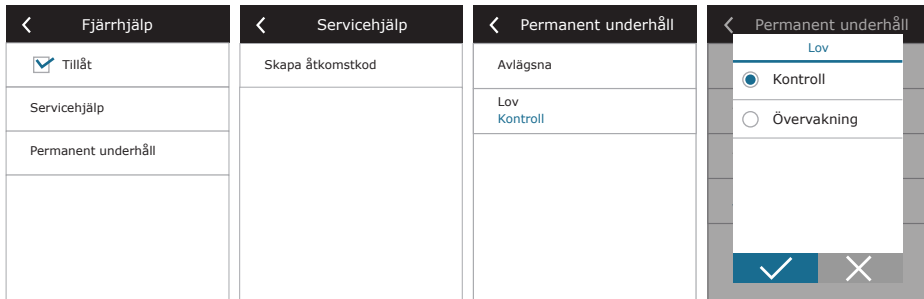 Fjärrhjälp
Tillåt
Servicehjälp
Permanent underhåll
Servicehjälp
Skapa åtkomstkod
Permanent underhåll
Avlägsna
Lov
Kontroll
Permanent underhåll
Lov
Kontroll
Övervakning